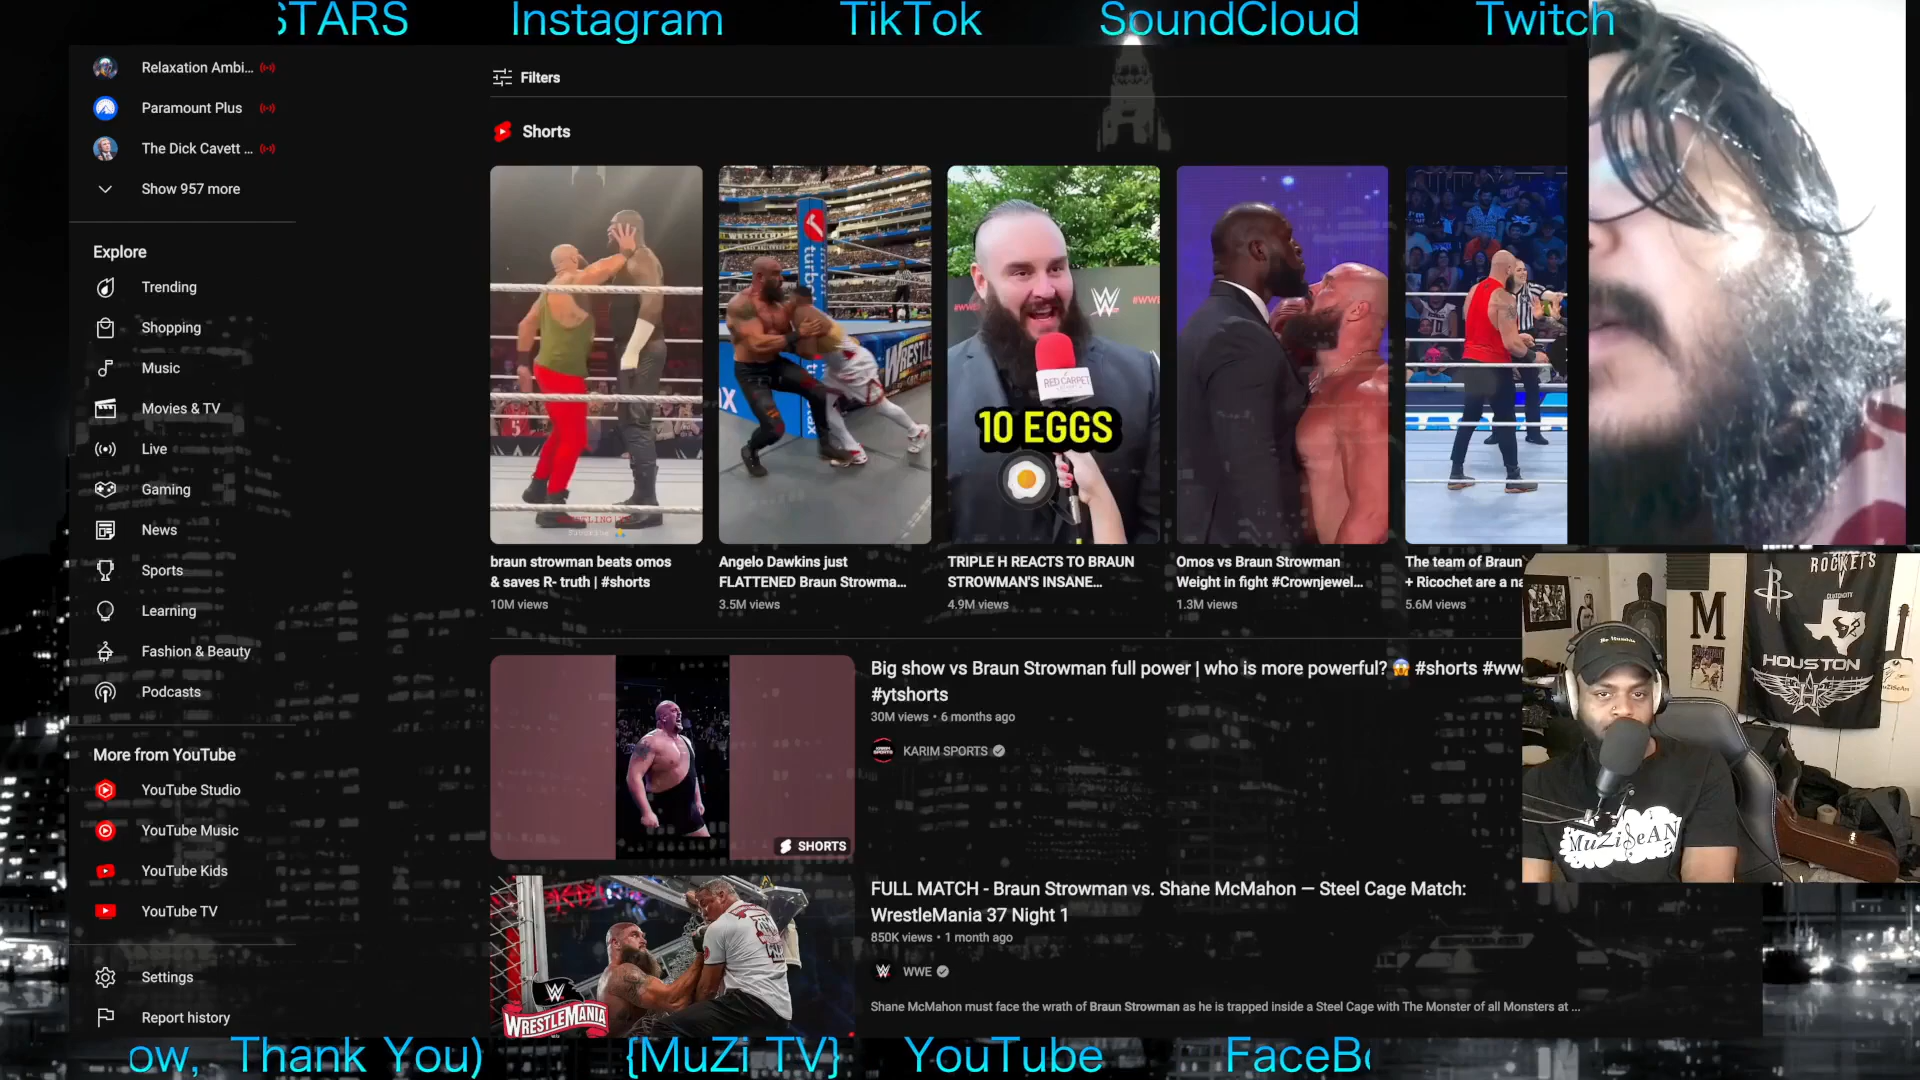 STARS Instagram TikTok SoundCloud Twitch
Relaxation Ambi...
Paramount Plus
The Dick Cavett ...
Show 957 more
Explore
Trending
Shopping
Music
Movies & TV
Live
Gaming
News
Sports
Learning
Fashion & Beauty
Podcasts
More from YouTube
YouTube Studio
YouTube Music
YouTube Kids
YouTube TV
Settings
Report history
Filters
Shorts
10 EGGS
RED CARPET
braun strowman beats omos
& saves R- truth | #shorts
10M views
Angelo Dawkins just
FLATTENED Braun Strowma...
3.5M views
TRIPLE H REACTS TO BRAUN
STROWMAN'S INSANE...
4.9M views
Omos vs Braun Strowman
Weight in fight #Crownjewel...
1.3M views
The team of Braun
+ Ricochet are a na
5.6M views
SHORTS
Big show vs Braun Strowman full power | who is more powerful? 😱 #shorts #wwe
#ytshorts
30M views • 6 months ago
KARIM SPORTS
WRESTLEMANIA
FULL MATCH - Braun Strowman vs. Shane McMahon — Steel Cage Match:
WrestleMania 37 Night 1
850K views • 1 month ago
WWE
Shane McMahon must face the wrath of Braun Strowman as he is trapped inside a Steel Cage with The Monster of all Monsters at ...
ROCKETS
M
HOUSTON
MuZiSeAN
ow, Thank You) {MuZi TV} YouTube FaceBo